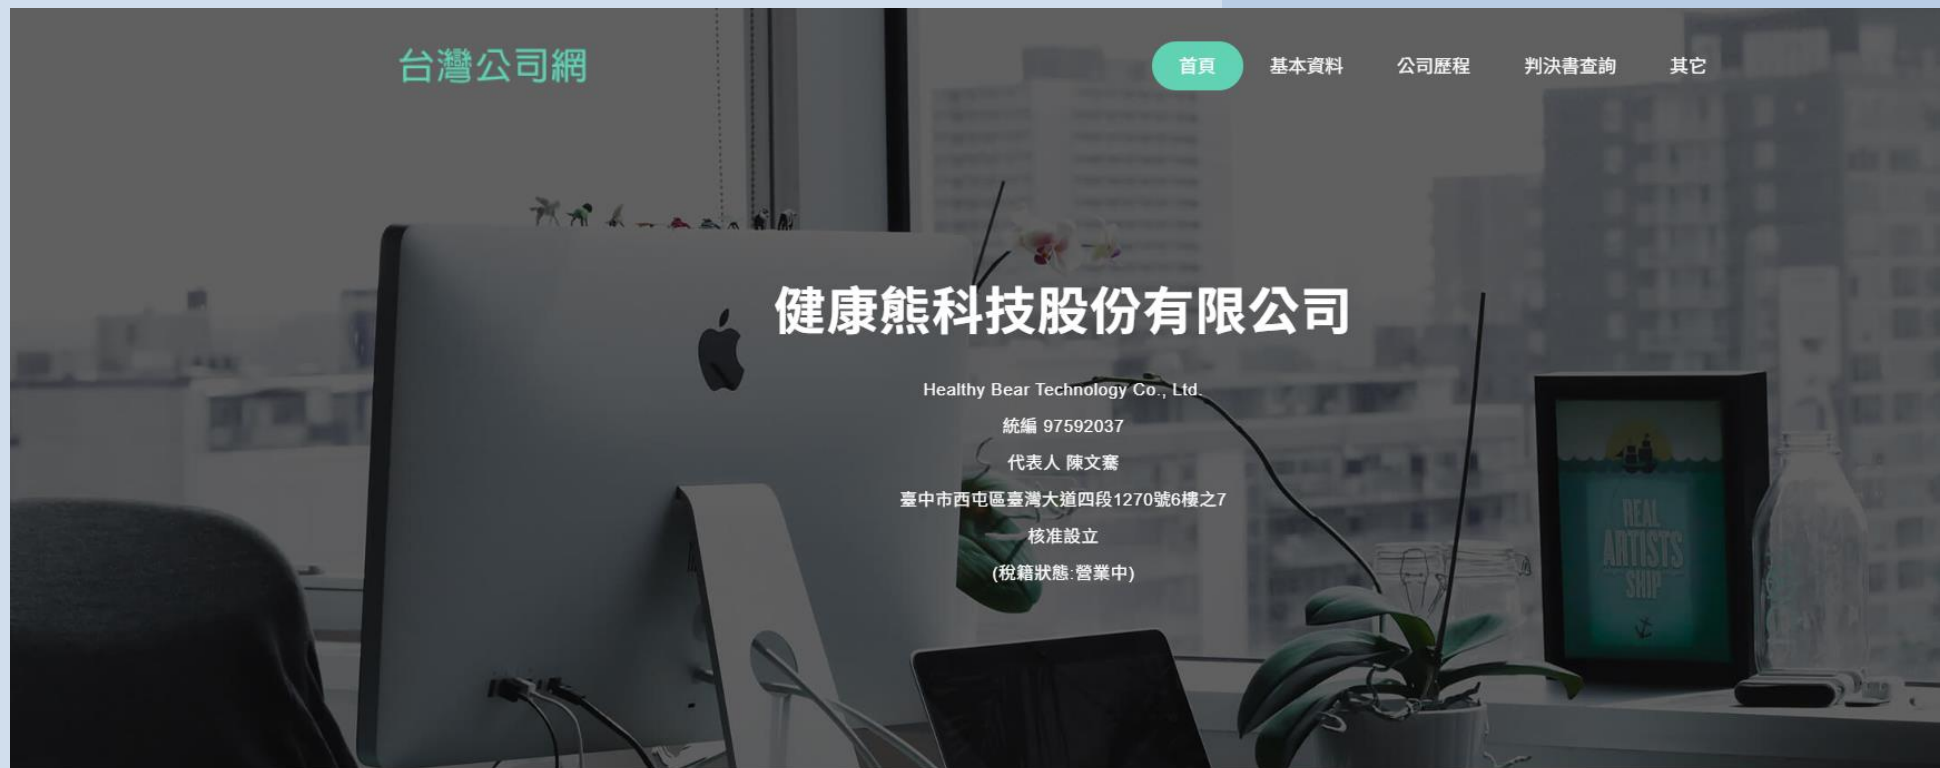 台灣公司網
首頁 基本資料 公司歷程 判決書查詢 其它
健康熊科技股份有限公司
Healthy Bear Technology Co., Ltd.
統編 97592037
代表人 陳文騫
臺中市西屯區臺灣大道四段1270號6樓之7
核准設立
(稅籍狀態:營業中)
REAL
ARTISTS
SHIP